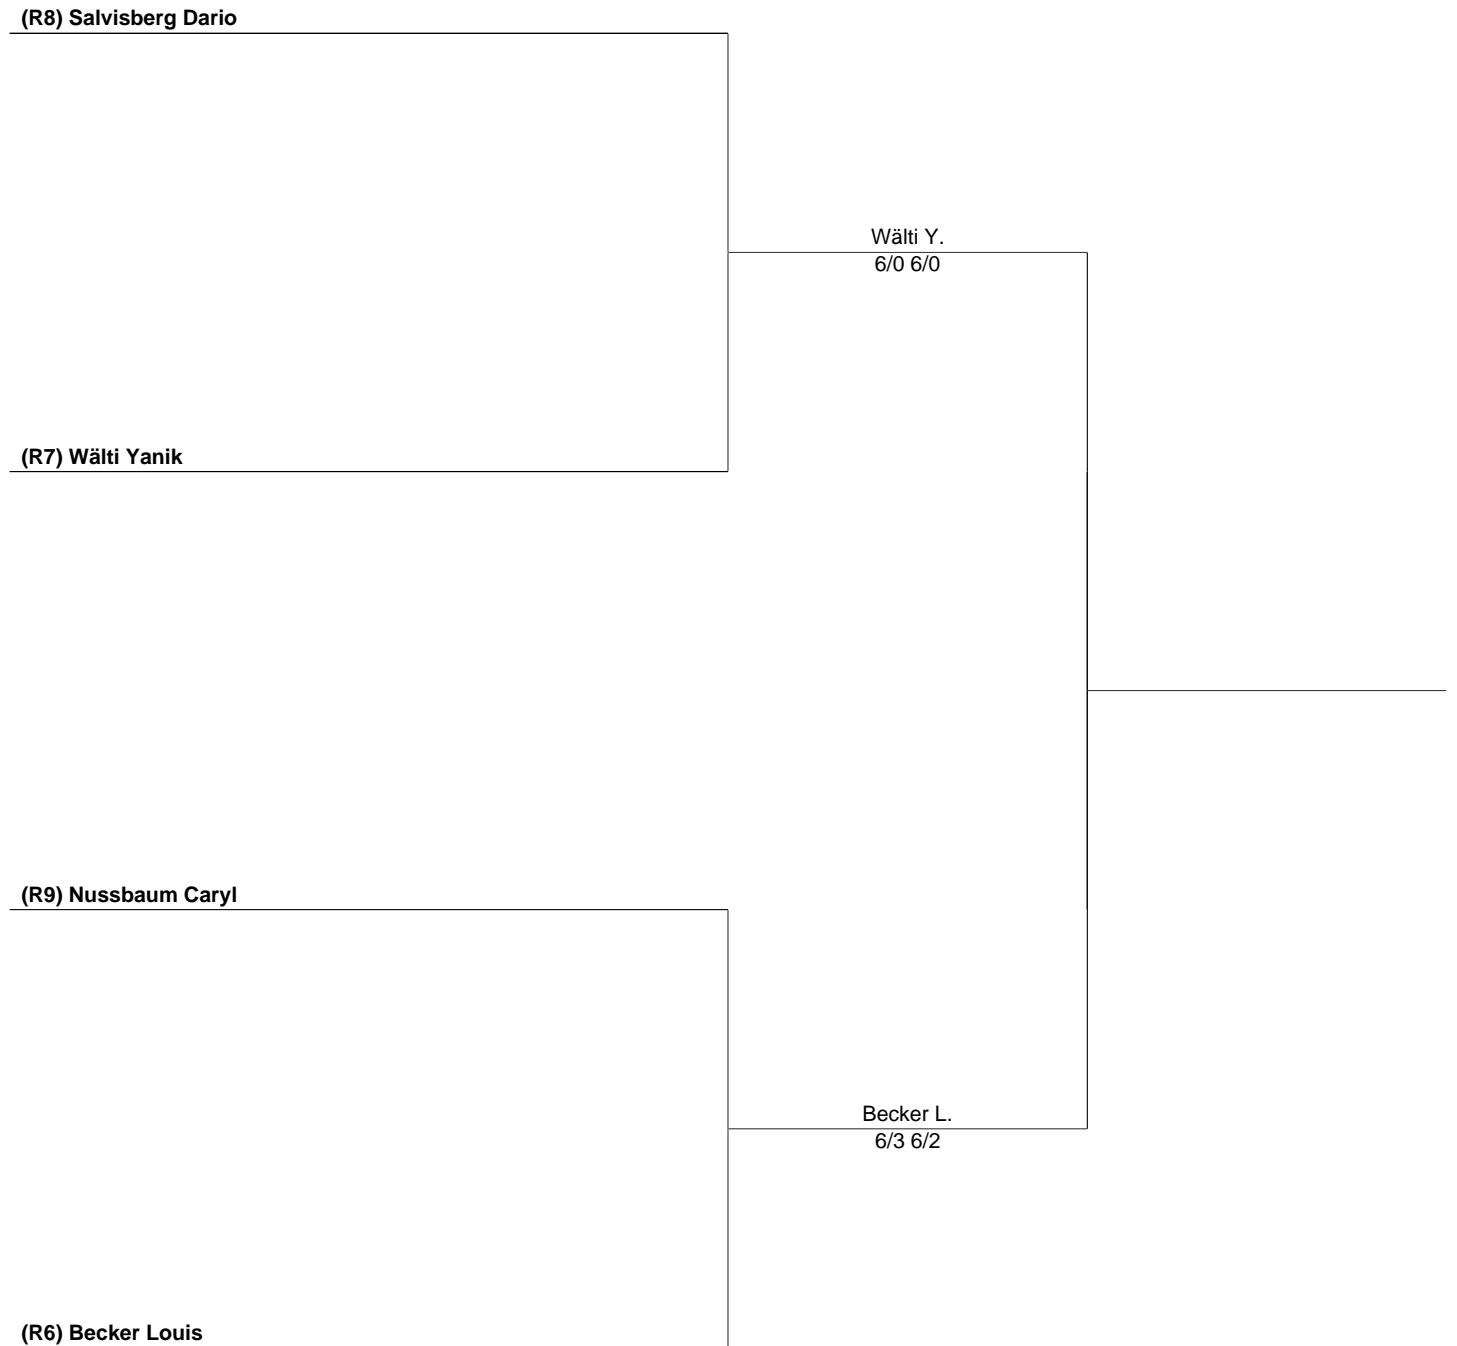 (R8) Salvisberg Dario
Wälti Y.
6/0 6/0
(R7) Wälti Yanik
(R9) Nussbaum Caryl
Becker L.
6/3 6/2
(R6) Becker Louis